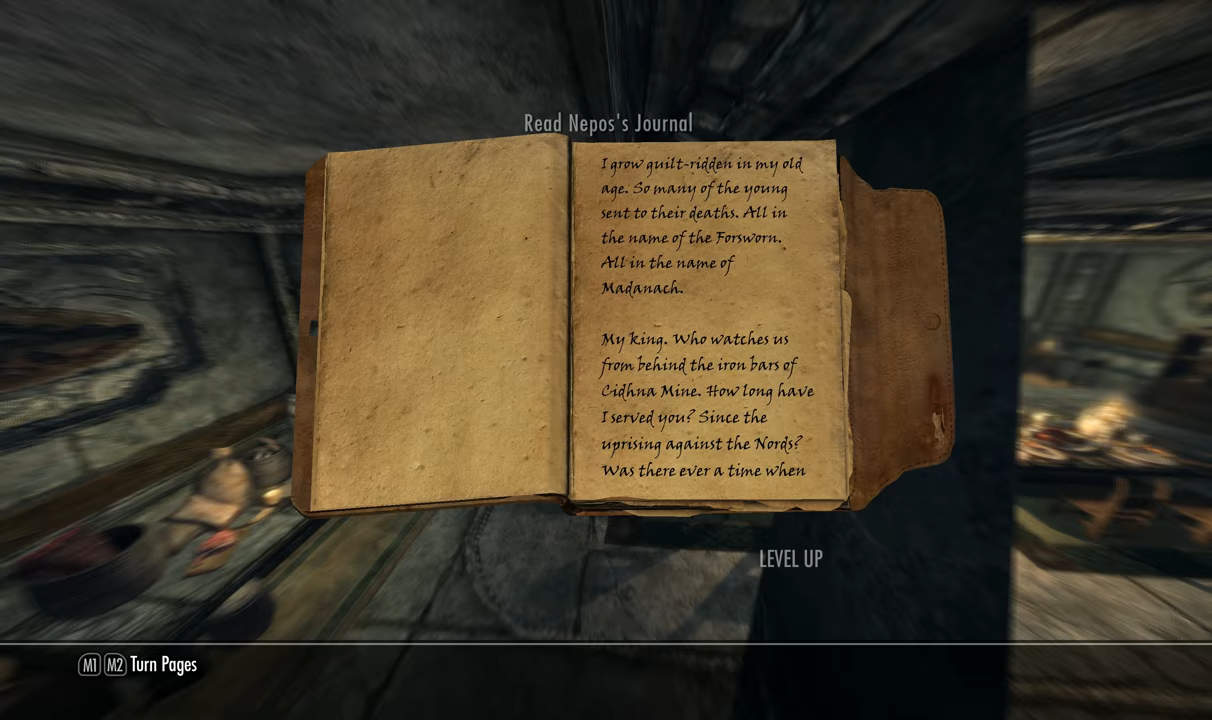 Read Nepos's Journal
I grow guilt-ridden in my old
age. So many of the young
sent to their deaths. All in
the name of the Forsworn.
All in the name of
Madanach.
My king. Who watches us
from behind the iron bars of
Cidhna Mine. How long have
I served you? Since the
uprising against the Nords?
Was there ever a time when
LEVEL UP
M1 M2 Turn Pages